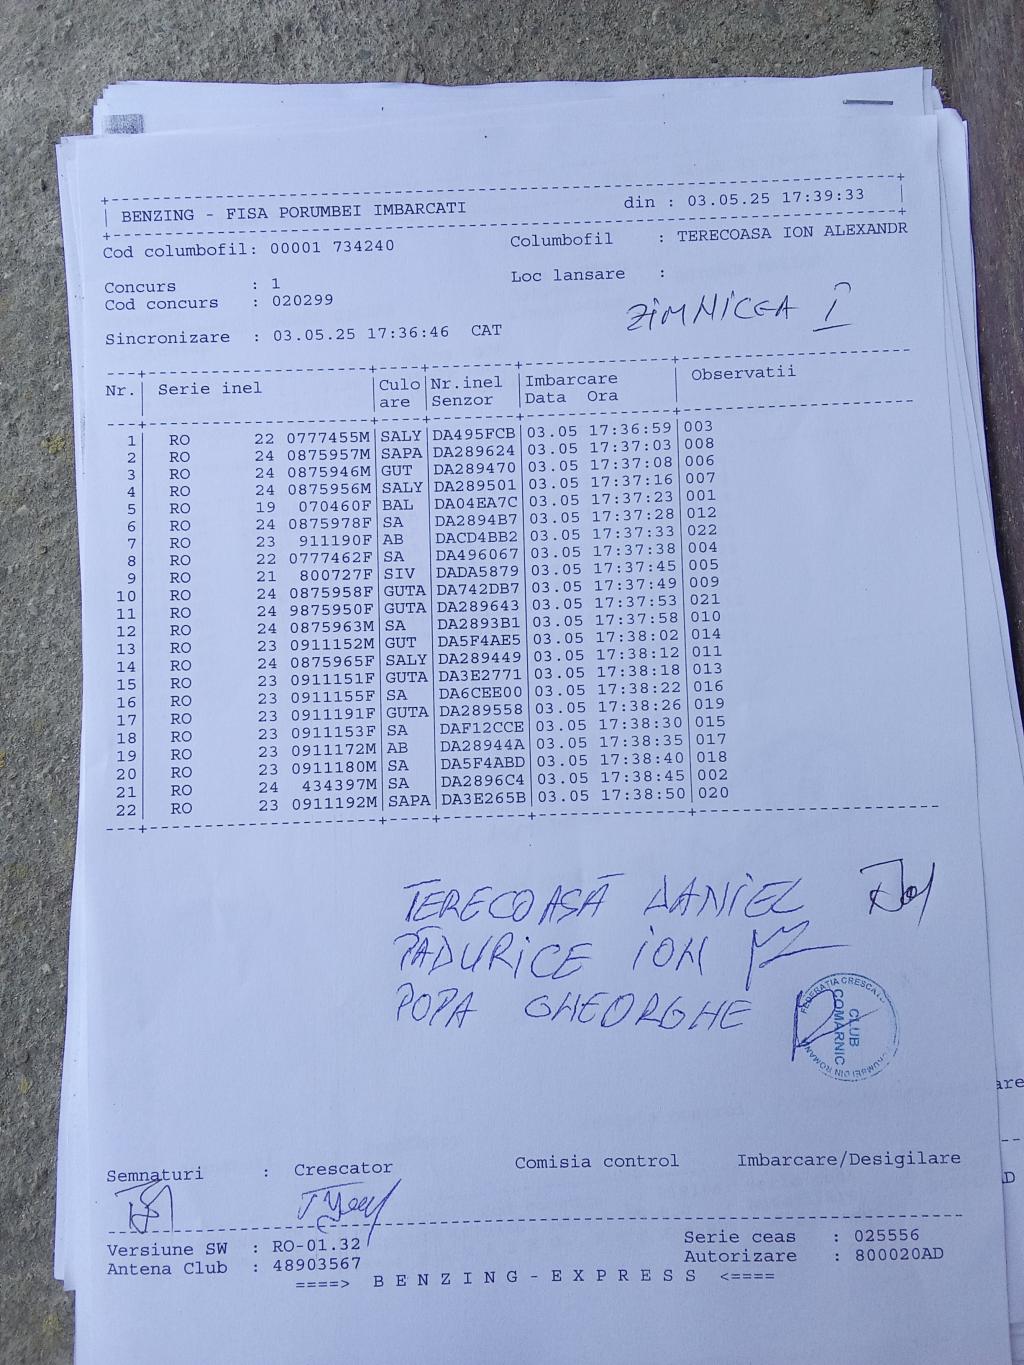 BENZING - FISA PORUMBEI IMBARCATI din : 03.05.25 17:39:33
Cod columbofil: 00001 734240 Columbofil : TERECOASA ION ALEXANDR
Concurs : 1 Loc lansare :
Cod concurs : 020299
ZIMNICEA I
Sincronizare : 03.05.25 17:36:46 CAT
Nr. Serie inel Culo Nr.inel Imbarcare Observatii
are Senzor Data Ora
1 RO 22 0777455M SALY DA495FCB 03.05 17:36:59 003
2 RO 24 0875957M SAPA DA289624 03.05 17:37:03 008
3 RO 24 0875946M GUT DA289470 03.05 17:37:08 006
4 RO 24 0875956M SALY DA289501 03.05 17:37:16 007
5 RO 19 070460F BAL DA04EA7C 03.05 17:37:23 001
6 RO 24 0875978F SA DA2894B7 03.05 17:37:28 012
7 RO 23 911190F AB DACD4BB2 03.05 17:37:33 022
8 RO 22 0777462F SA DA496067 03.05 17:37:38 004
9 RO 21 800727F SIV DADA5879 03.05 17:37:45 005
10 RO 24 0875958F GUTA DA742DB7 03.05 17:37:49 009
11 RO 24 9875950F GUTA DA289643 03.05 17:37:53 021
12 RO 24 0875963M SA DA2893B1 03.05 17:37:58 010
13 RO 23 0911152M GUT DA5F4AE5 03.05 17:38:02 014
14 RO 24 0875965F SALY DA289449 03.05 17:38:12 011
15 RO 23 0911151F GUTA DA3E2771 03.05 17:38:18 013
16 RO 23 0911155F SA DA6CEE00 03.05 17:38:22 016
17 RO 23 0911191F GUTA DA289558 03.05 17:38:26 019
18 RO 23 0911153F SA DAF12CCE 03.05 17:38:30 015
19 RO 23 0911172M AB DA28944A 03.05 17:38:35 017
20 RO 23 0911180M SA DA5F4ABD 03.05 17:38:40 018
21 RO 24 434397M SA DA2896C4 03.05 17:38:45 002
22 RO 23 0911192M SAPA DA3E265B 03.05 17:38:50 020
TERECOASĂ DANIEL
PĂDURICE ION
POPA GHEORGHE
CLUB
COMARNIC
Semnaturi : Crescator Comisia control Imbarcare/Desigilare
Versiune SW : RO-01.32 Serie ceas : 025556
Antena Club : 48903567 Autorizare : 800020AD
====> BENZING-EXPRESS <====